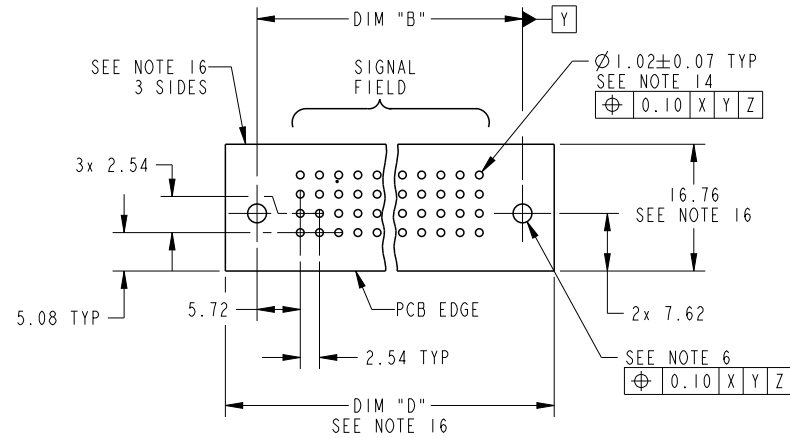 DIM "B"
Y
SEE NOTE 16
3 SIDES
SIGNAL
FIELD
Ø1.02±0.07 TYP
SEE NOTE 14
⌖ 0.10 X Y Z
3x 2.54
16.76
SEE NOTE 16
5.08 TYP
5.72
PCB EDGE
2x 7.62
2.54 TYP
SEE NOTE 6
⌖ 0.10 X Y Z
DIM "D"
SEE NOTE 16